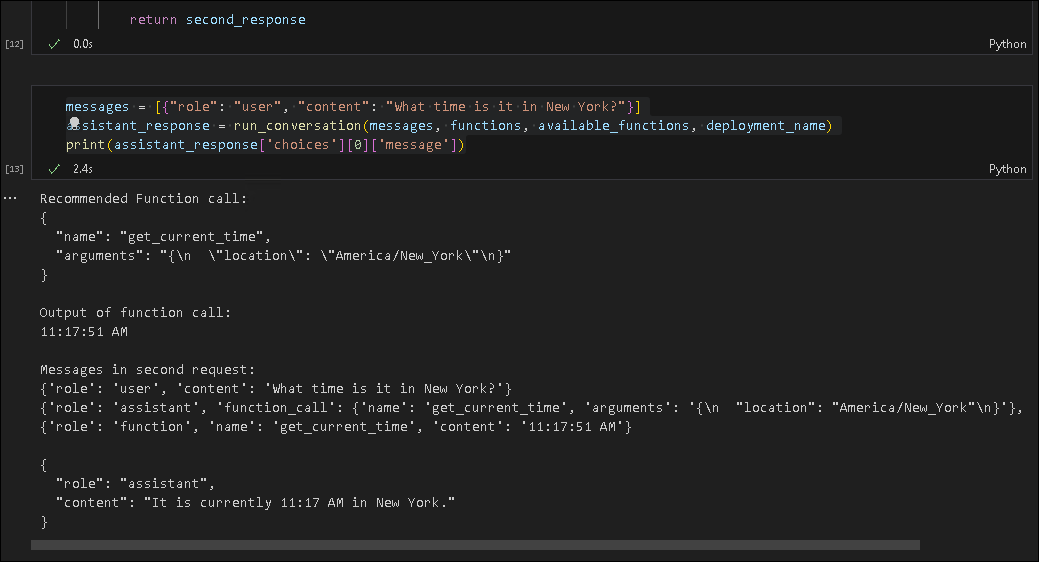 return second_response
[12]
0.0s
Python
messages = [{"role": "user", "content": "What time is it in New York?"}]
assistant_response = run_conversation(messages, functions, available_functions, deployment_name)
print(assistant_response['choices'][0]['message'])
[13]
2.4s
Python
...
Recommended Function call:
{
  "name": "get_current_time",
  "arguments": "{\n  \"location\": \"America/New_York\"\n}"
}
Output of function call:
11:17:51 AM
Messages in second request:
{'role': 'user', 'content': 'What time is it in New York?'}
{'role': 'assistant', 'function_call': {'name': 'get_current_time', 'arguments': '{\n  "location": "America/New_York"\n}'},
{'role': 'function', 'name': 'get_current_time', 'content': '11:17:51 AM'}
{
  "role": "assistant",
  "content": "It is currently 11:17 AM in New York."
}